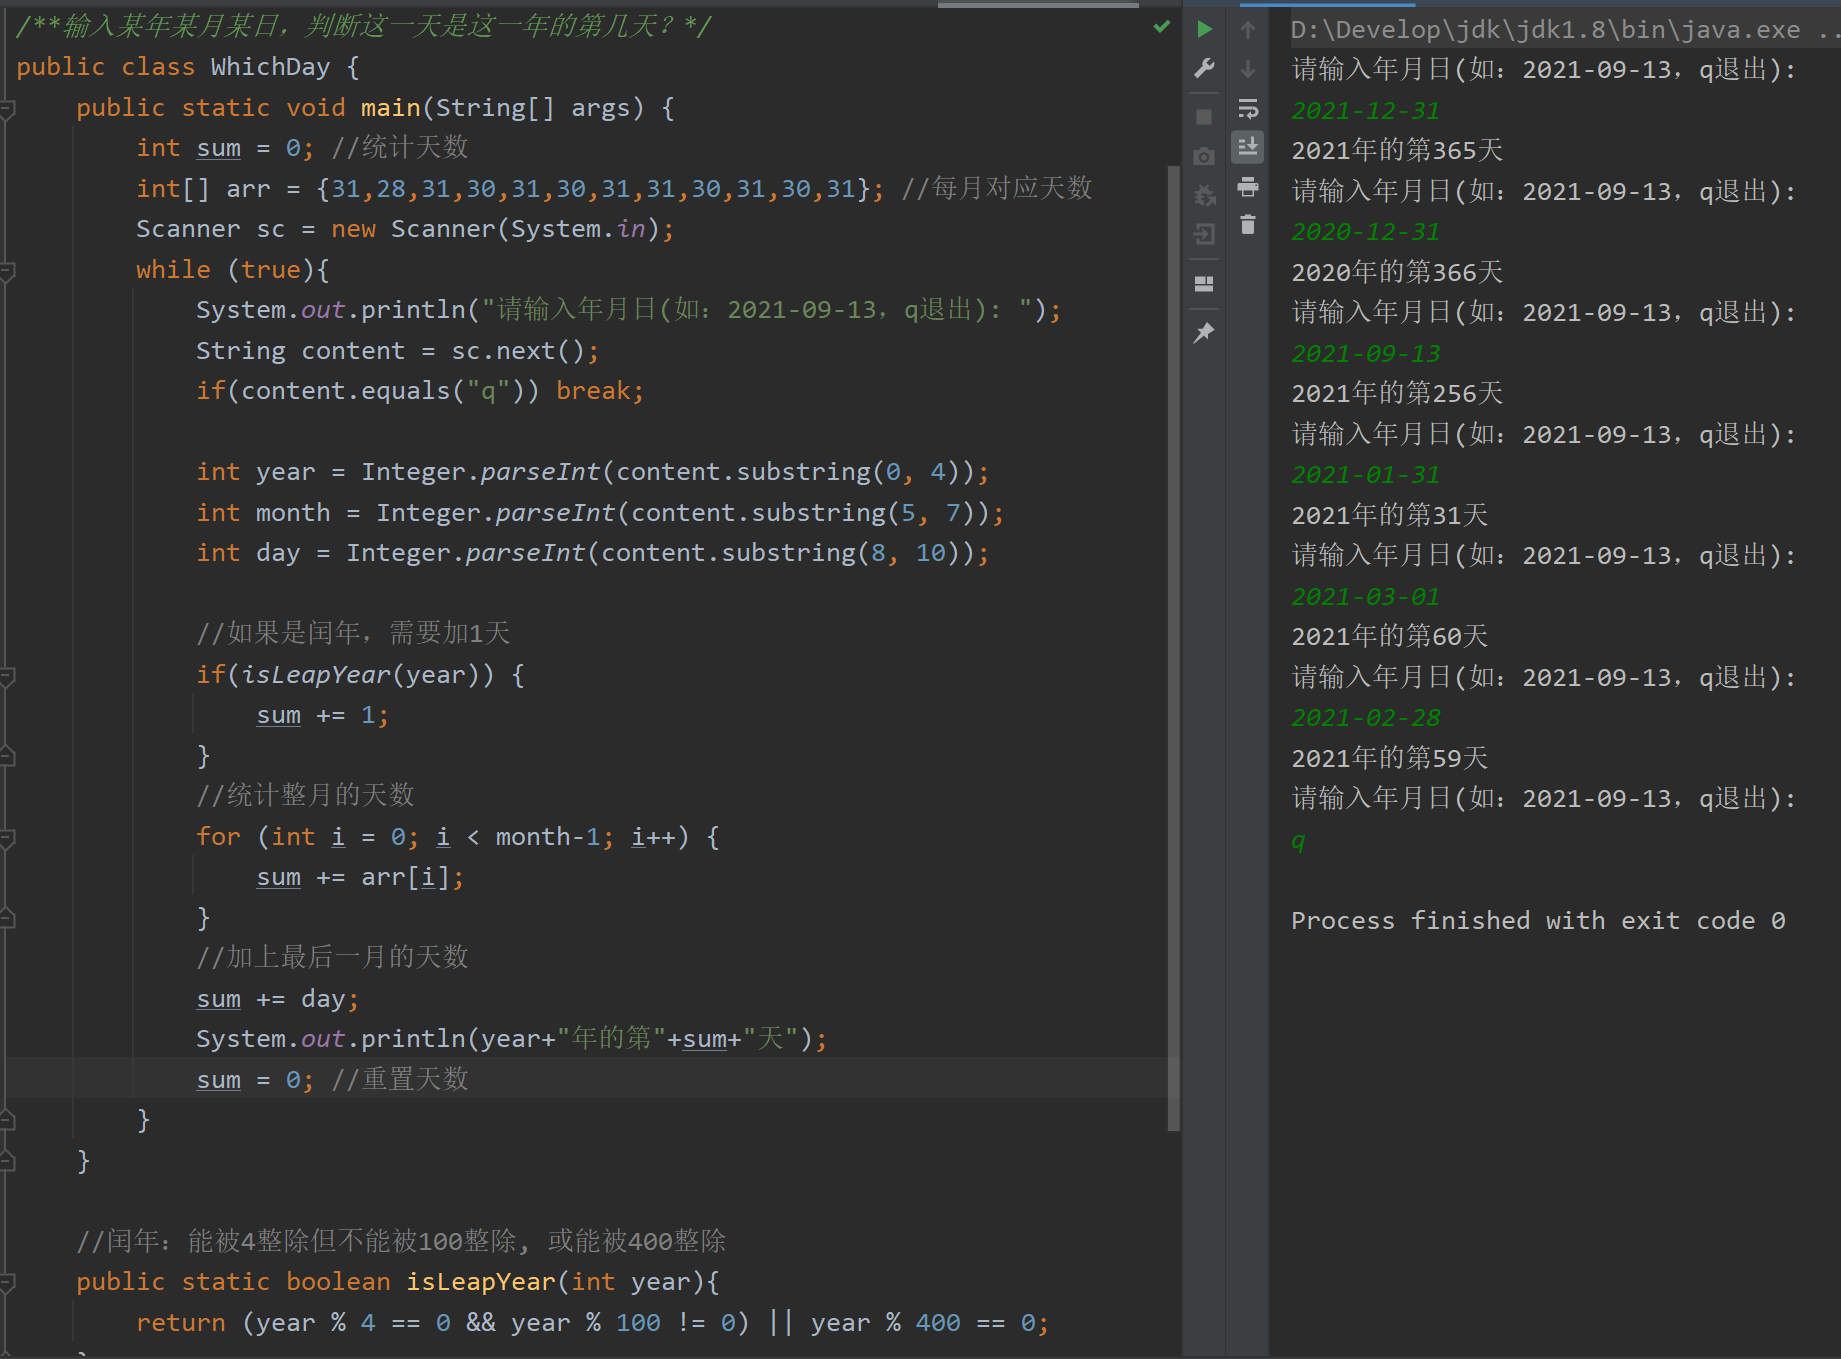 /**输入某年某月某日，判断这一天是这一年的第几天？*/
public class WhichDay {
    public static void main(String[] args) {
        int sum = 0; //统计天数
        int[] arr = {31,28,31,30,31,30,31,31,30,31,30,31}; //每月对应天数
        Scanner sc = new Scanner(System.in);
        while (true){
            System.out.println("请输入年月日(如：2021-09-13，q退出)：");
            String content = sc.next();
            if(content.equals("q")) break;

            int year = Integer.parseInt(content.substring(0, 4));
            int month = Integer.parseInt(content.substring(5, 7));
            int day = Integer.parseInt(content.substring(8, 10));

            //如果是闰年，需要加1天
            if(isLeapYear(year)) {
                sum += 1;
            }
            //统计整月的天数
            for (int i = 0; i < month-1; i++) {
                sum += arr[i];
            }
            //加上最后一月的天数
            sum += day;
            System.out.println(year+"年的第"+sum+"天");
            sum = 0; //重置天数
        }
    }

    //闰年：能被4整除但不能被100整除，或能被400整除
    public static boolean isLeapYear(int year){
        return (year % 4 == 0 && year % 100 != 0) || year % 400 == 0;
D:\Develop\jdk\jdk1.8\bin\java.exe ..
请输入年月日(如：2021-09-13，q退出)：
2021-12-31
2021年的第365天
请输入年月日(如：2021-09-13，q退出)：
2020-12-31
2020年的第366天
请输入年月日(如：2021-09-13，q退出)：
2021-09-13
2021年的第256天
请输入年月日(如：2021-09-13，q退出)：
2021-01-31
2021年的第31天
请输入年月日(如：2021-09-13，q退出)：
2021-03-01
2021年的第60天
请输入年月日(如：2021-09-13，q退出)：
2021-02-28
2021年的第59天
请输入年月日(如：2021-09-13，q退出)：
q

Process finished with exit code 0